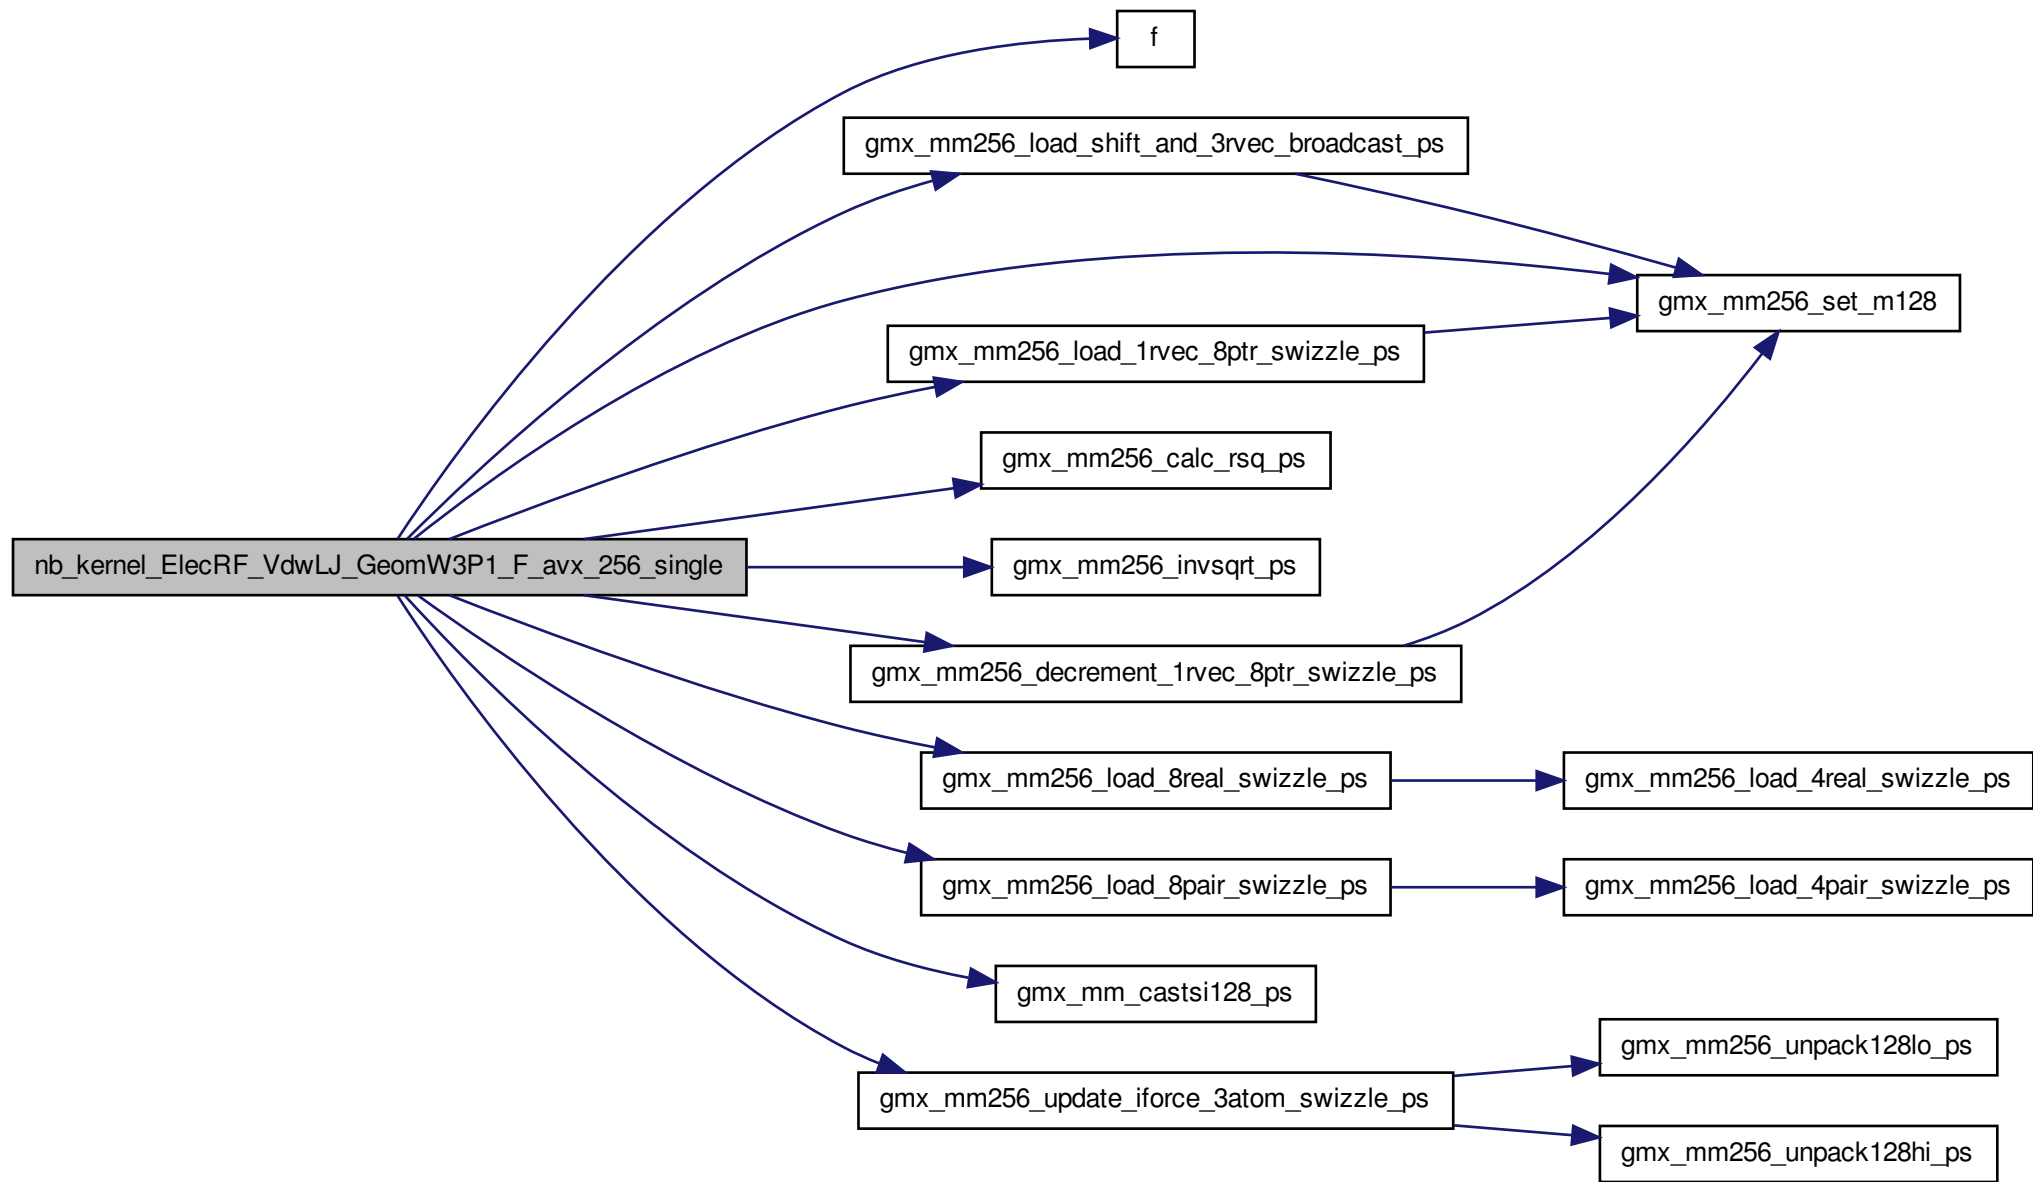 f
gmx_mm256_load_shift_and_3rvec_broadcast_ps
gmx_mm256_set_m128
gmx_mm256_load_1rvec_8ptr_swizzle_ps
gmx_mm256_calc_rsq_ps
nb_kernel_ElecRF_VdwLJ_GeomW3P1_F_avx_256_single
gmx_mm256_invsqrt_ps
gmx_mm256_decrement_1rvec_8ptr_swizzle_ps
gmx_mm256_load_8real_swizzle_ps
gmx_mm256_load_4real_swizzle_ps
gmx_mm256_load_8pair_swizzle_ps
gmx_mm256_load_4pair_swizzle_ps
gmx_mm_castsi128_ps
gmx_mm256_unpack128lo_ps
gmx_mm256_update_iforce_3atom_swizzle_ps
gmx_mm256_unpack128hi_ps